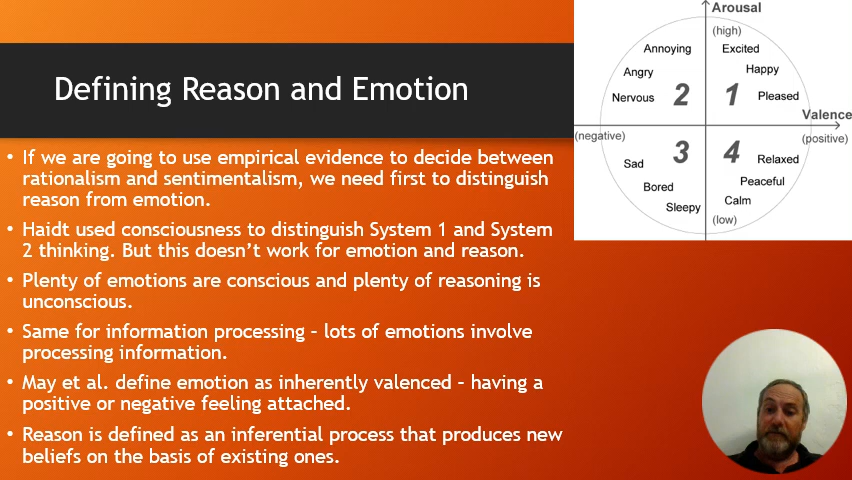 Defining Reason and Emotion
• If we are going to use empirical evidence to decide between
rationalism and sentimentalism, we need first to distinguish
reason from emotion.
• Haidt used consciousness to distinguish System 1 and System
2 thinking. But this doesn’t work for emotion and reason.
• Plenty of emotions are conscious and plenty of reasoning is
unconscious.
• Same for information processing – lots of emotions involve
processing information.
• May et al. define emotion as inherently valenced – having a
positive or negative feeling attached.
• Reason is defined as an inferential process that produces new
beliefs on the basis of existing ones.
Arousal
(high)
Annoying
Excited
Angry
Happy
Nervous
2
1
Pleased
Valence
(negative)
(positive)
3
4
Sad
Relaxed
Bored
Peaceful
Sleepy
Calm
(low)